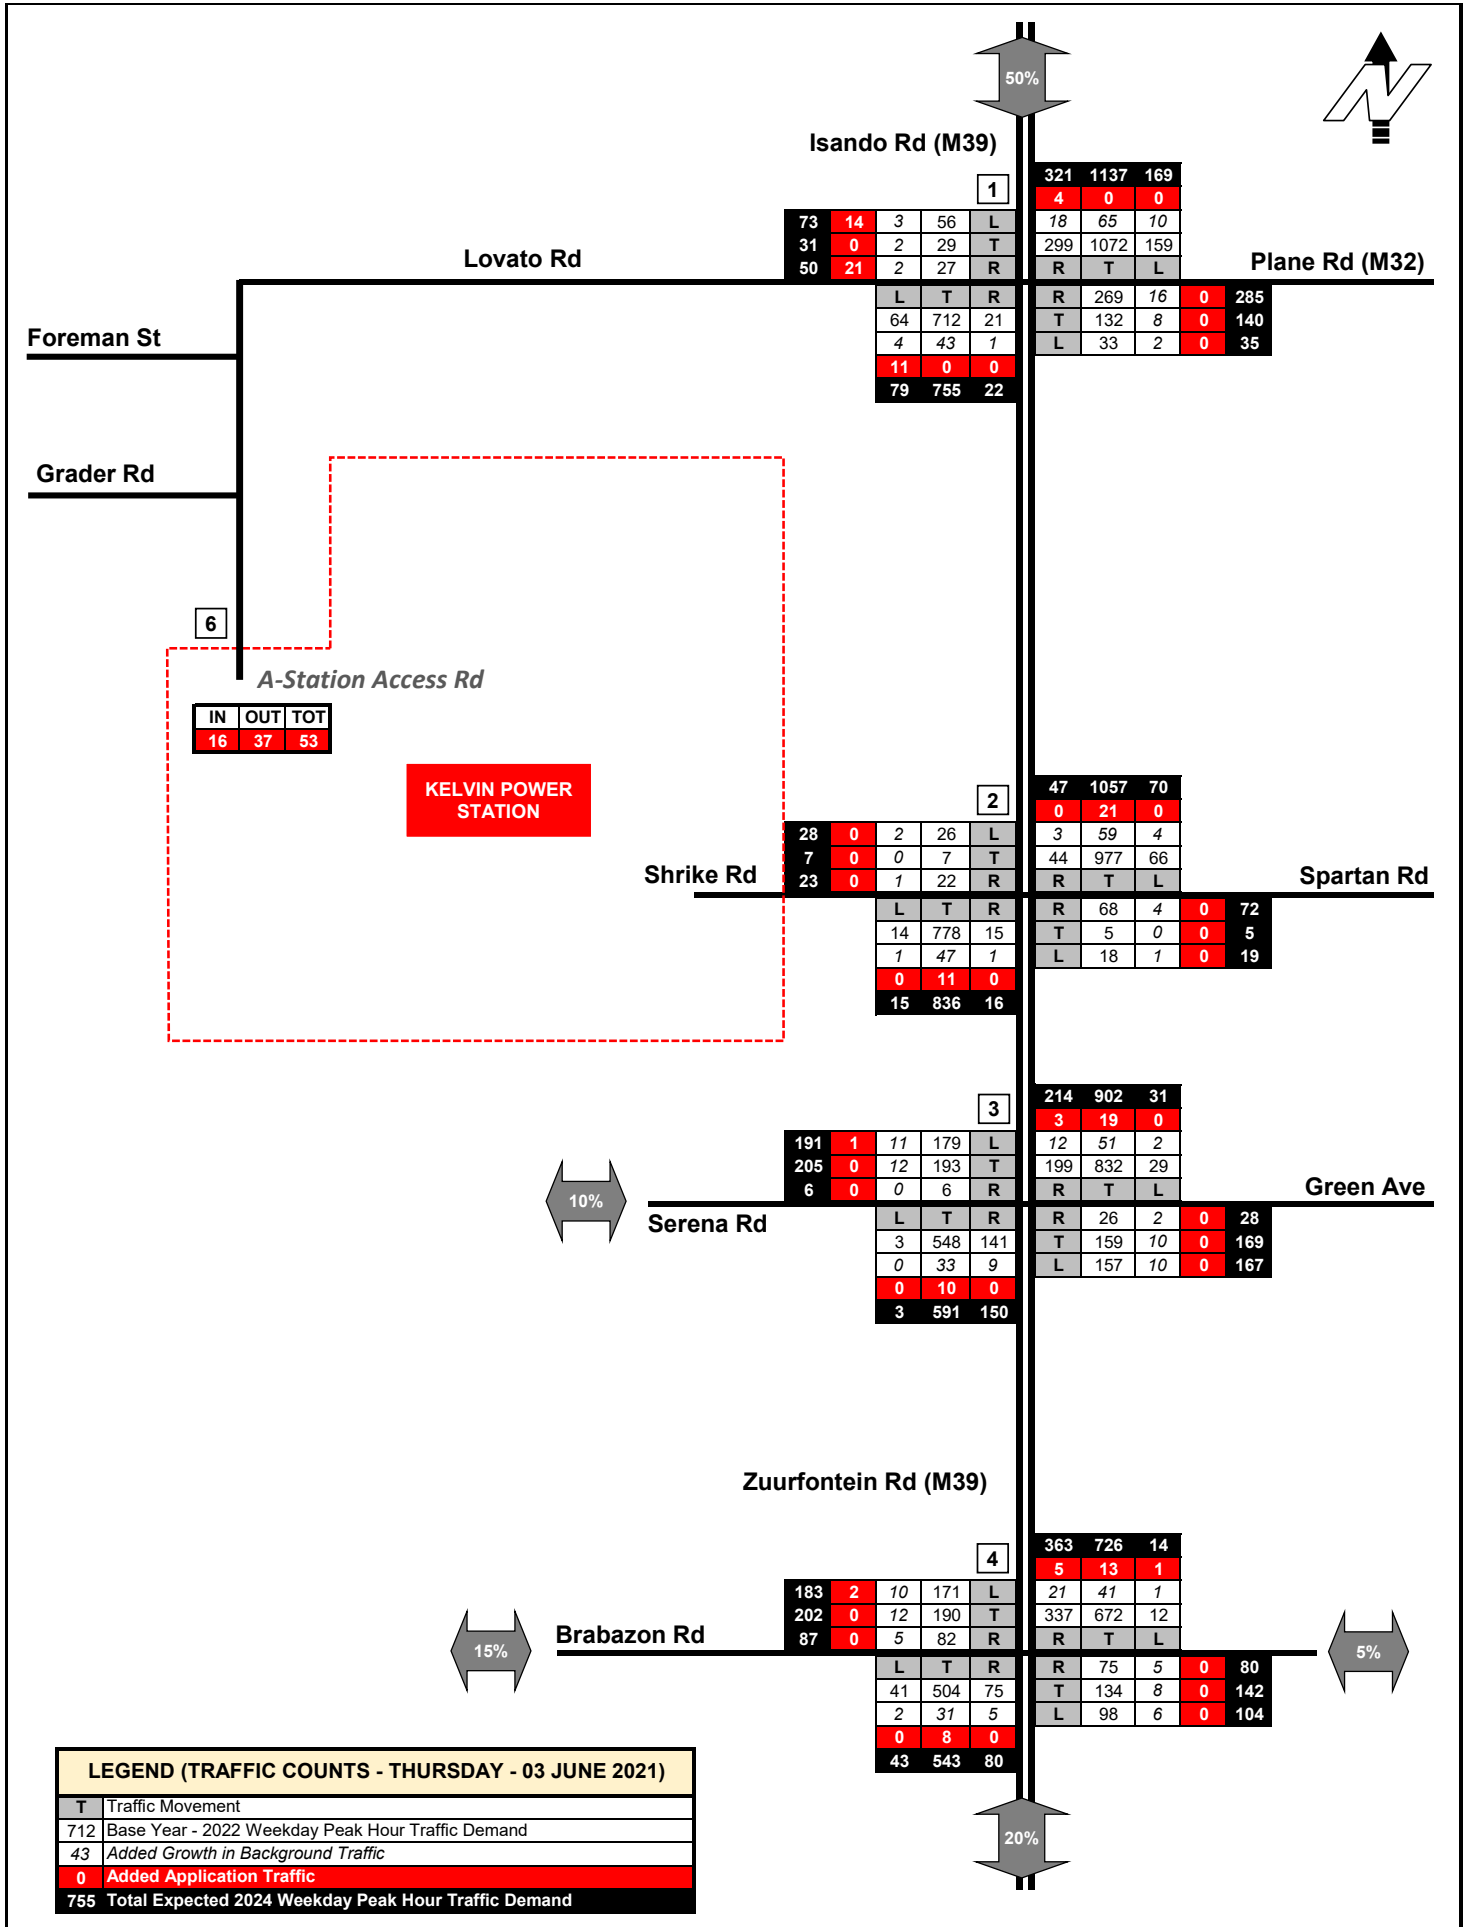 50%
N
Isando Rd (M39)
1
321 1137 169
4 0 0
73 14 3 56 L
18 65 10
31 0 2 29 T
299 1072 159
50 21 2 27 R
R T L
Lovato Rd
Plane Rd (M32)
L T R
R 269 16 0 285
64 712 21
T 132 8 0 140
4 43 1
L 33 2 0 35
11 0 0
79 755 22
Foreman St
Grader Rd
6
A-Station Access Rd
IN OUT TOT
16 37 53
KELVIN POWER
STATION
2
47 1057 70
0 21 0
28 0 2 26 L
3 59 4
7 0 0 7 T
44 977 66
23 0 1 22 R
R T L
Shrike Rd
Spartan Rd
L T R
R 68 4 0 72
14 778 15
T 5 0 0 5
1 47 1
L 18 1 0 19
0 11 0
15 836 16
3
214 902 31
3 19 0
191 1 11 179 L
12 51 2
205 0 12 193 T
199 832 29
6 0 0 6 R
R T L
10%
Serena Rd
Green Ave
L T R
R 26 2 0 28
3 548 141
T 159 10 0 169
0 33 9
L 157 10 0 167
0 10 0
3 591 150
Zuurfontein Rd (M39)
4
363 726 14
5 13 1
183 2 10 171 L
21 41 1
202 0 12 190 T
337 672 12
87 0 5 82 R
R T L
15%
Brabazon Rd
5%
L T R
R 75 5 0 80
41 504 75
T 134 8 0 142
2 31 5
L 98 6 0 104
0 8 0
43 543 80
20%
LEGEND (TRAFFIC COUNTS - THURSDAY - 03 JUNE 2021)
T Traffic Movement
712 Base Year - 2022 Weekday Peak Hour Traffic Demand
43 Added Growth in Background Traffic
0 Added Application Traffic
755 Total Expected 2024 Weekday Peak Hour Traffic Demand